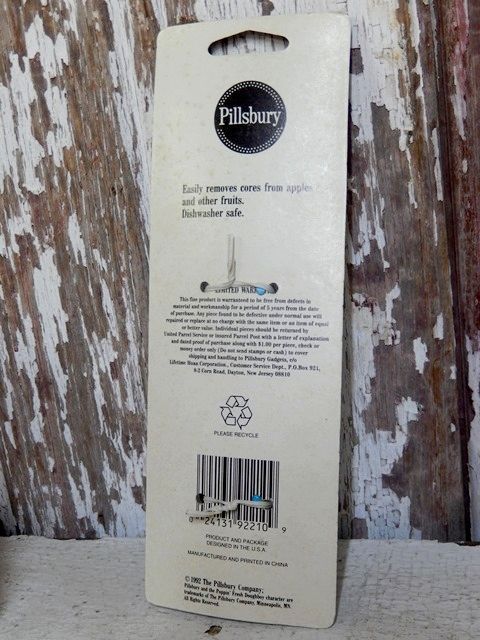 Pillsbury
Easily removes cores from apples
and other fruits.
Dishwasher safe.
LIMITED
This fine product is warranteed to be free from defects in
material and workmanship for a period of 5 years from the date
of purchase. Any piece found to be defective under normal use will
repaired or replace at no charge with the same item or an item of equal
or better value. Individual pieces should be returned by
United Parcel Service or insured Parcel Post with a letter of explanation
and dated proof of purchase along with $1.00 per piece, check or
money order only (Do not send stamps or cash) to cover
shipping and handling to Pillsbury Gadgets, c/o
Lifetime Hoan Corporation, Customer Service Dept., P.O.Box 921,
8-2 Corn Road, Dayton, New Jersey 08810
PLEASE RECYCLE
0 24131 92210 9
PRODUCT AND PACKAGE
DESIGNED IN THE U.S.A.
MANUFACTURED AND PRINTED IN CHINA
© 1992 The Pillsbury Company;
Pillsbury and the Poppin' Fresh Doughboy character are
trademarks of The Pillsbury Company, Minneapolis, MN
All Rights Reserved.